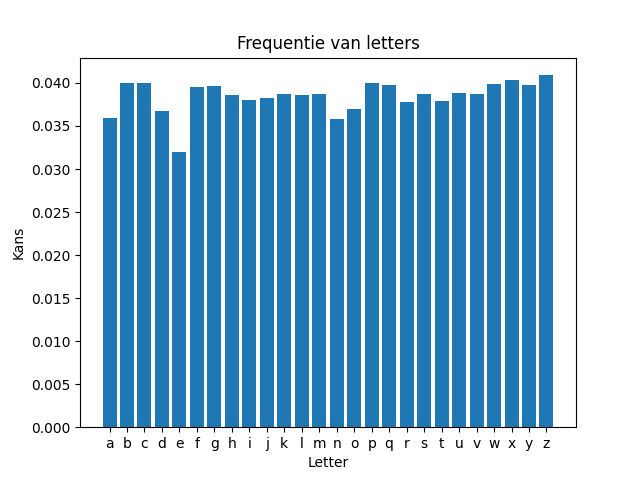 Frequentie van letters
Kans
0.040
0.035
0.030
0.025
0.020
0.015
0.010
0.005
0.000
a b c d e f g h i j k l m n o p q r s t u v w x y z
Letter